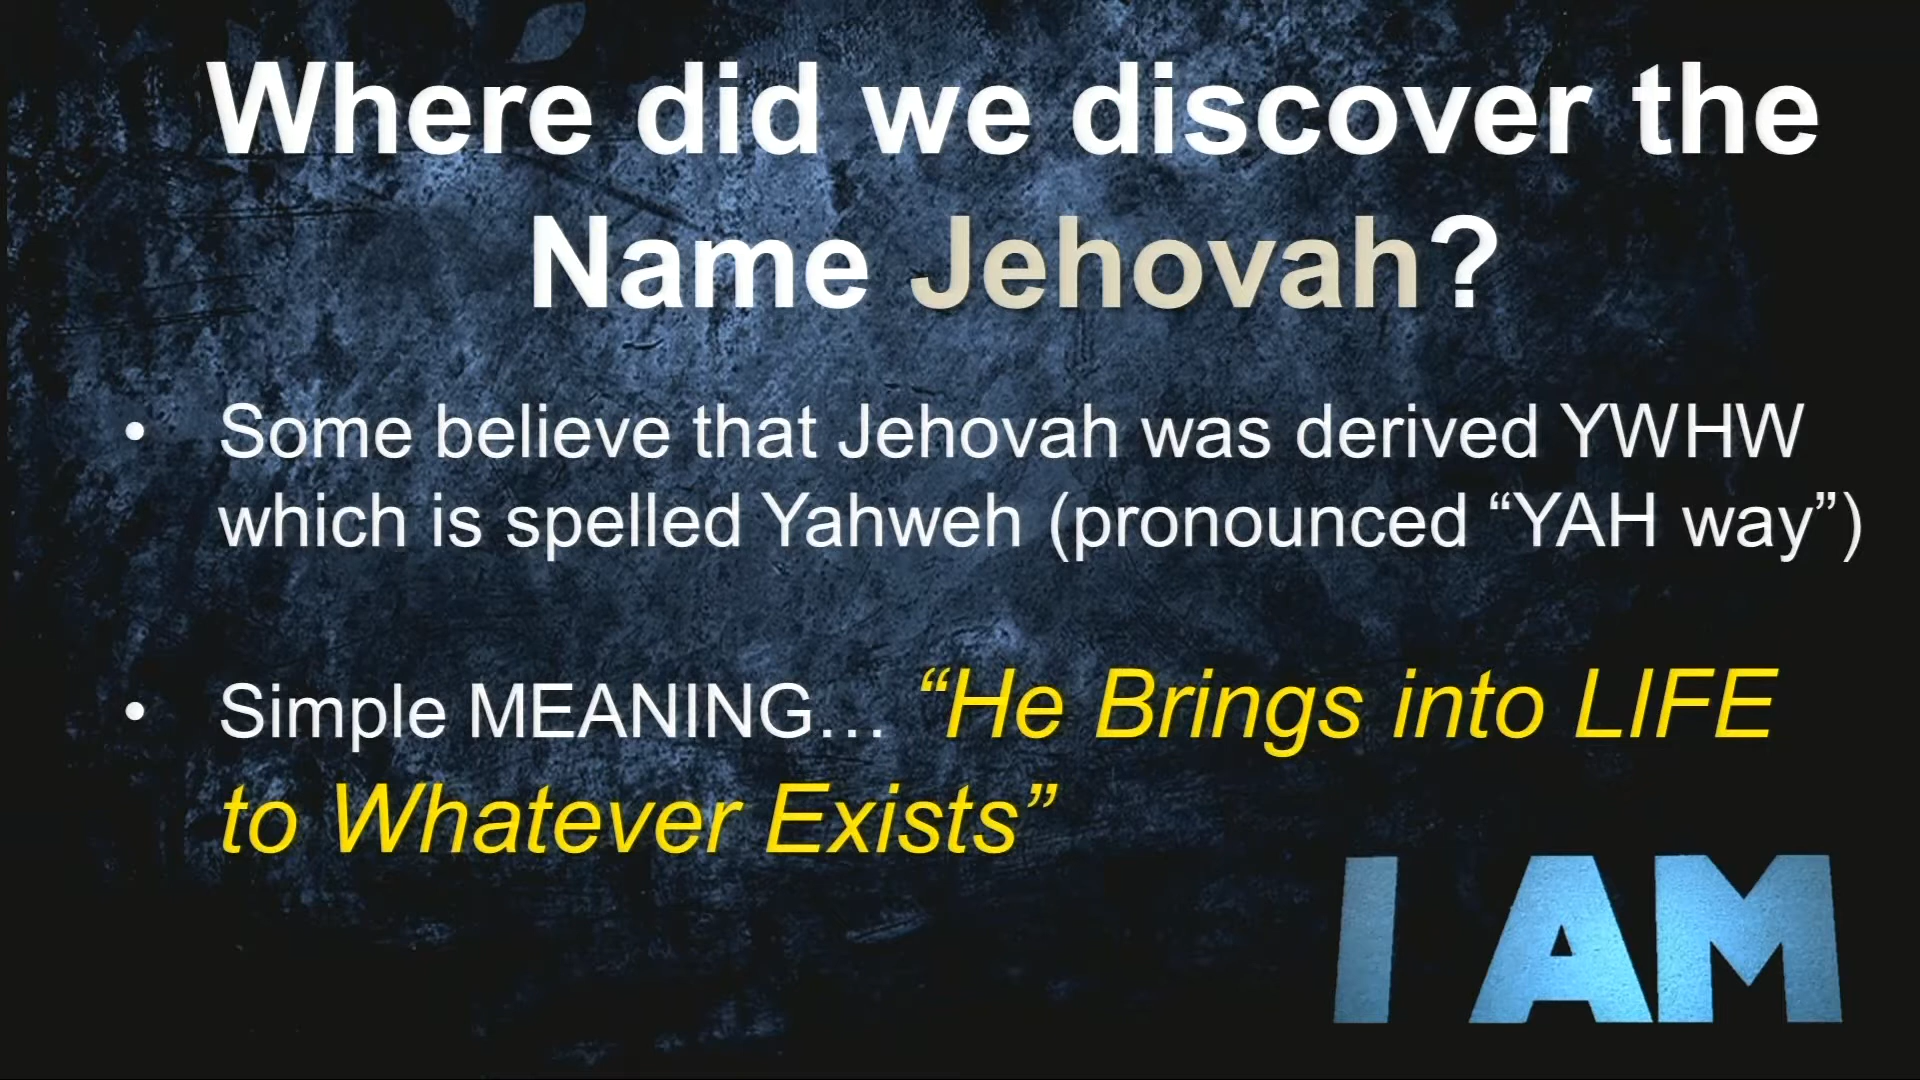 Where did we discover the
Name Jehovah?
• Some believe that Jehovah was derived YWHW
which is spelled Yahweh (pronounced “YAH way”)
• Simple MEANING… “He Brings into LIFE
to Whatever Exists”
I AM